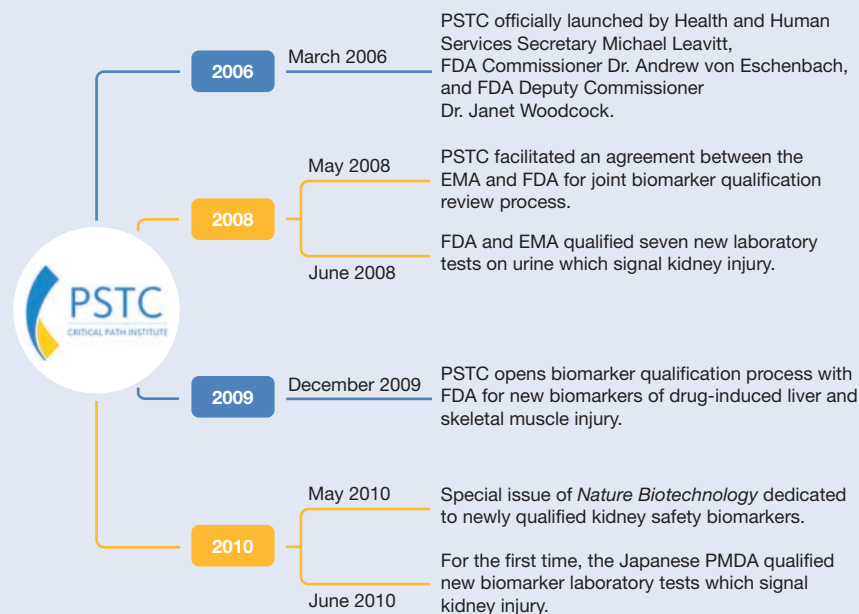 2006
March 2006
PSTC officially launched by Health and Human
Services Secretary Michael Leavitt,
FDA Commissioner Dr. Andrew von Eschenbach,
and FDA Deputy Commissioner
Dr. Janet Woodcock.
2008
May 2008
PSTC facilitated an agreement between the
EMA and FDA for joint biomarker qualification
review process.
June 2008
FDA and EMA qualified seven new laboratory
tests on urine which signal kidney injury.
PSTC
CRITICAL PATH INSTITUTE
2009
December 2009
PSTC opens biomarker qualification process with
FDA for new biomarkers of drug-induced liver and
skeletal muscle injury.
2010
May 2010
Special issue of Nature Biotechnology dedicated
to newly qualified kidney safety biomarkers.
June 2010
For the first time, the Japanese PMDA qualified
new biomarker laboratory tests which signal
kidney injury.